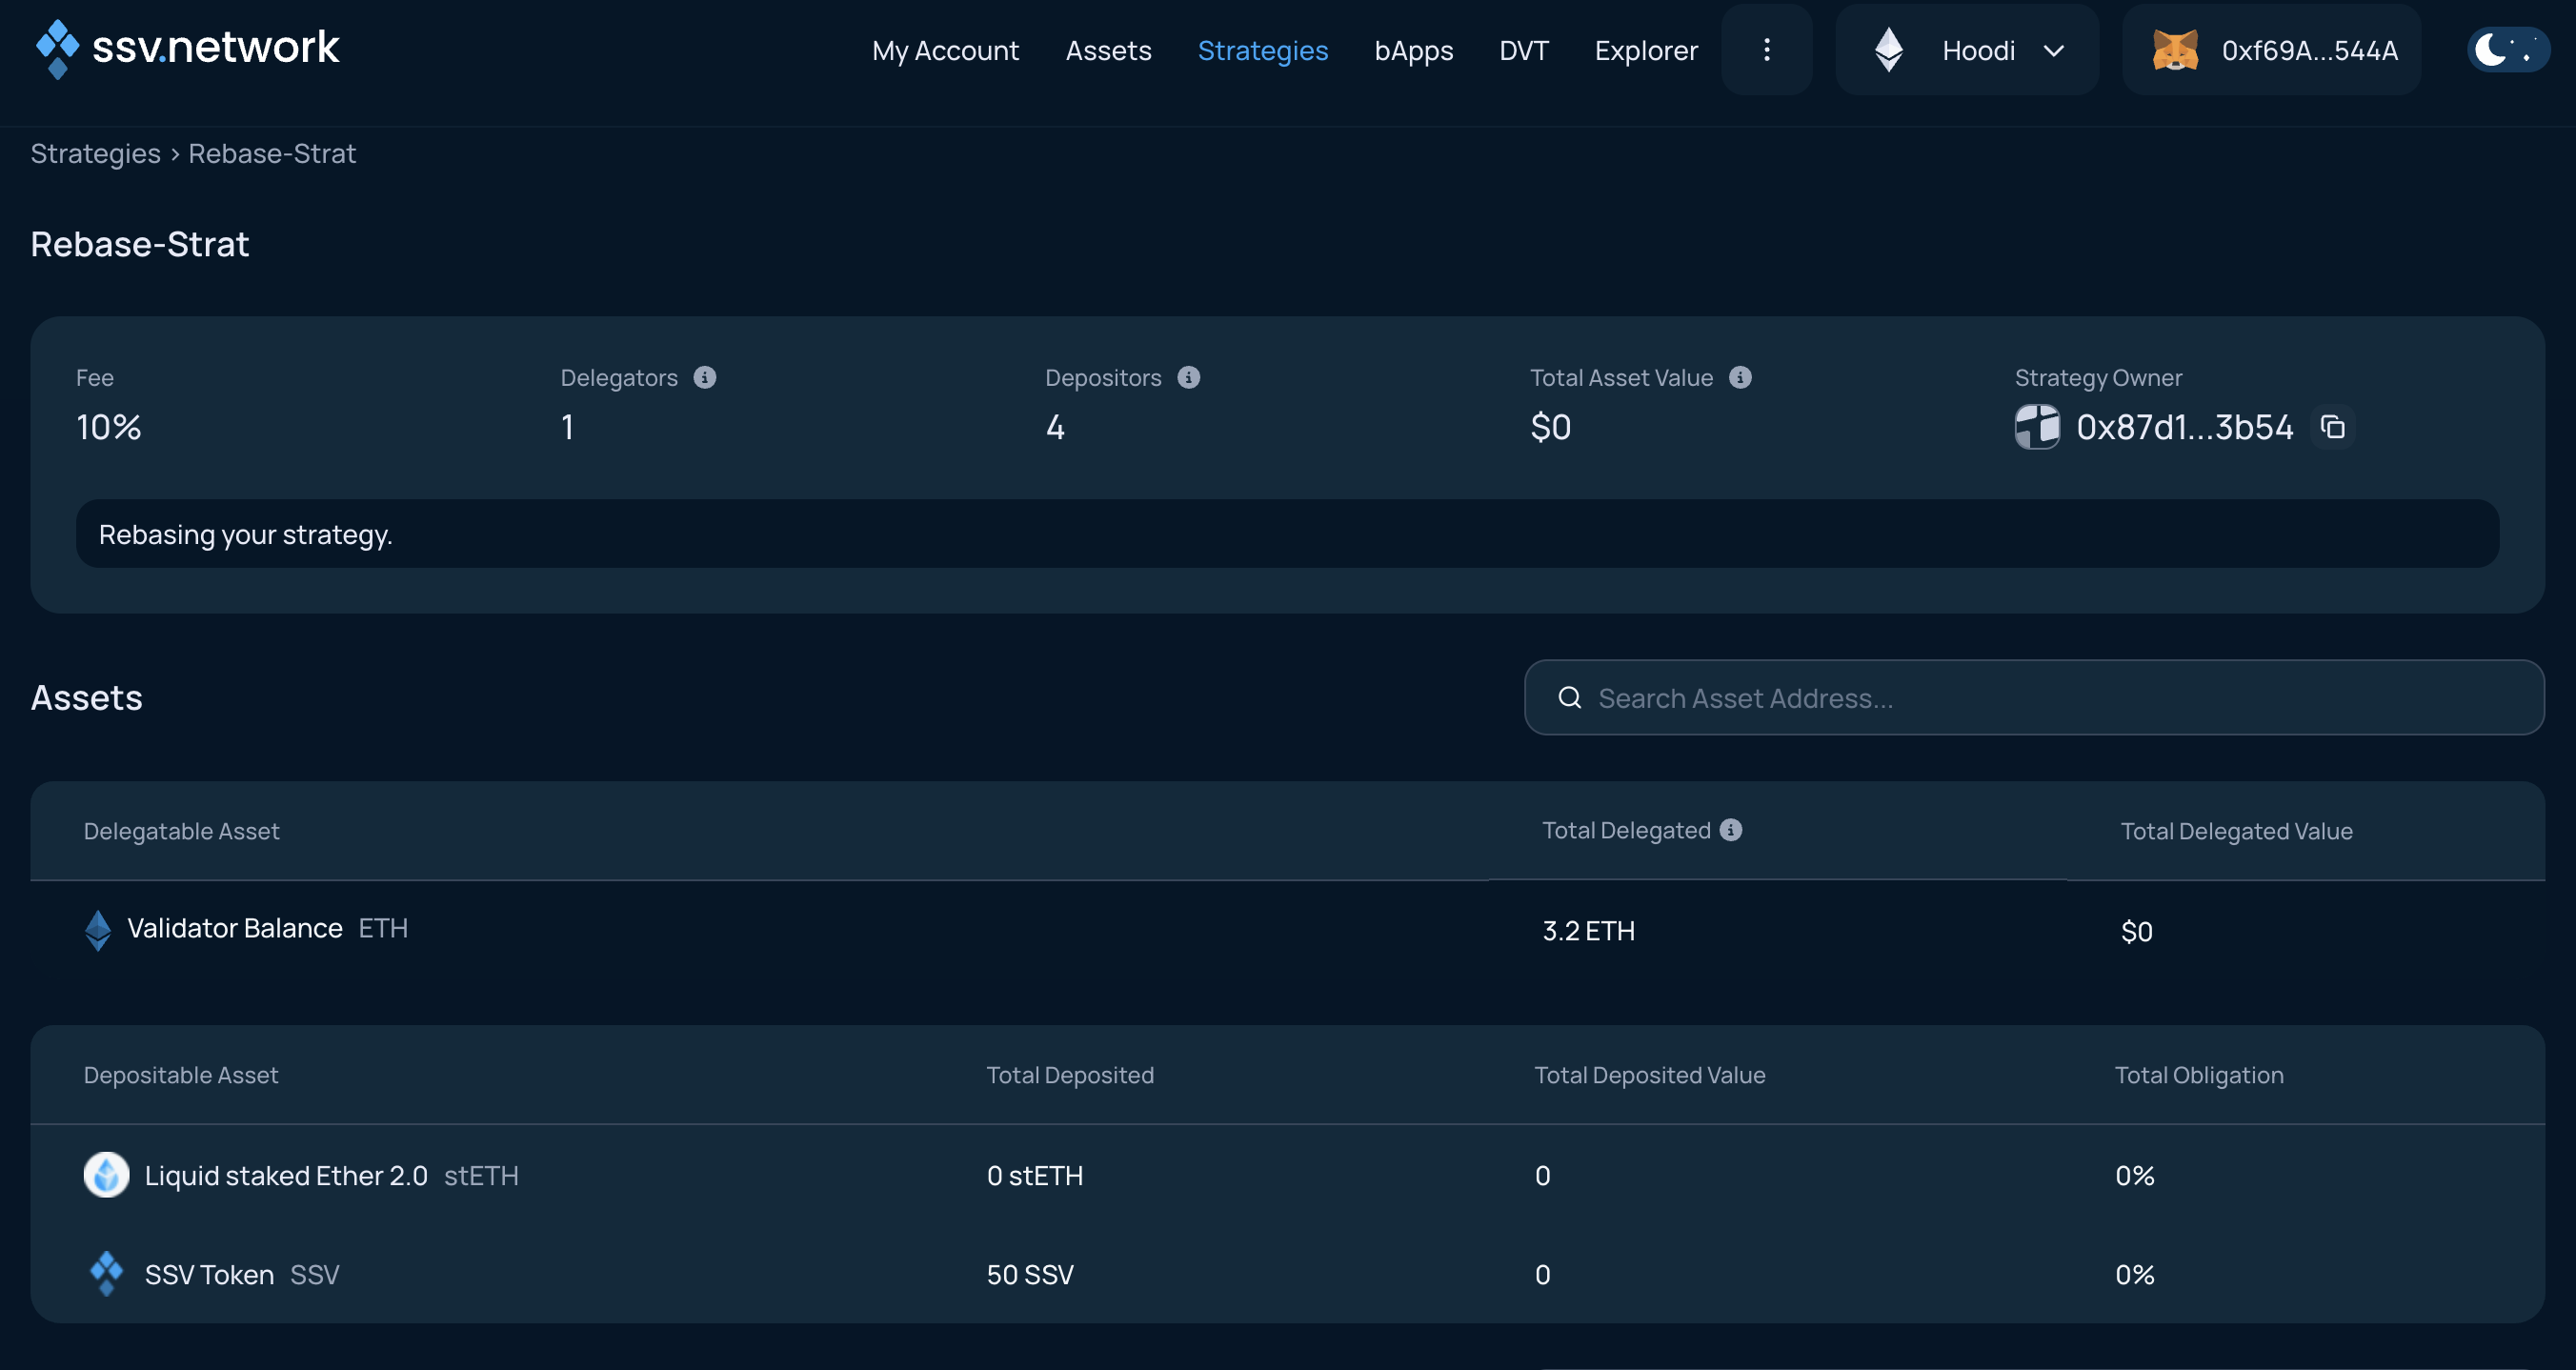 ssv.network My Account Assets Strategies bApps DVT Explorer Hoodi 0xf69A...544A
Strategies › Rebase-Strat
Rebase-Strat
Fee Delegators Depositors Total Asset Value Strategy Owner
10% 1 4 $0 0x87d1...3b54
Rebasing your strategy.
Assets Search Asset Address...
Delegatable Asset Total Delegated Total Delegated Value
Validator Balance ETH 3.2 ETH $0
Depositable Asset Total Deposited Total Deposited Value Total Obligation
Liquid staked Ether 2.0 stETH 0 stETH 0 0%
SSV Token SSV 50 SSV 0 0%